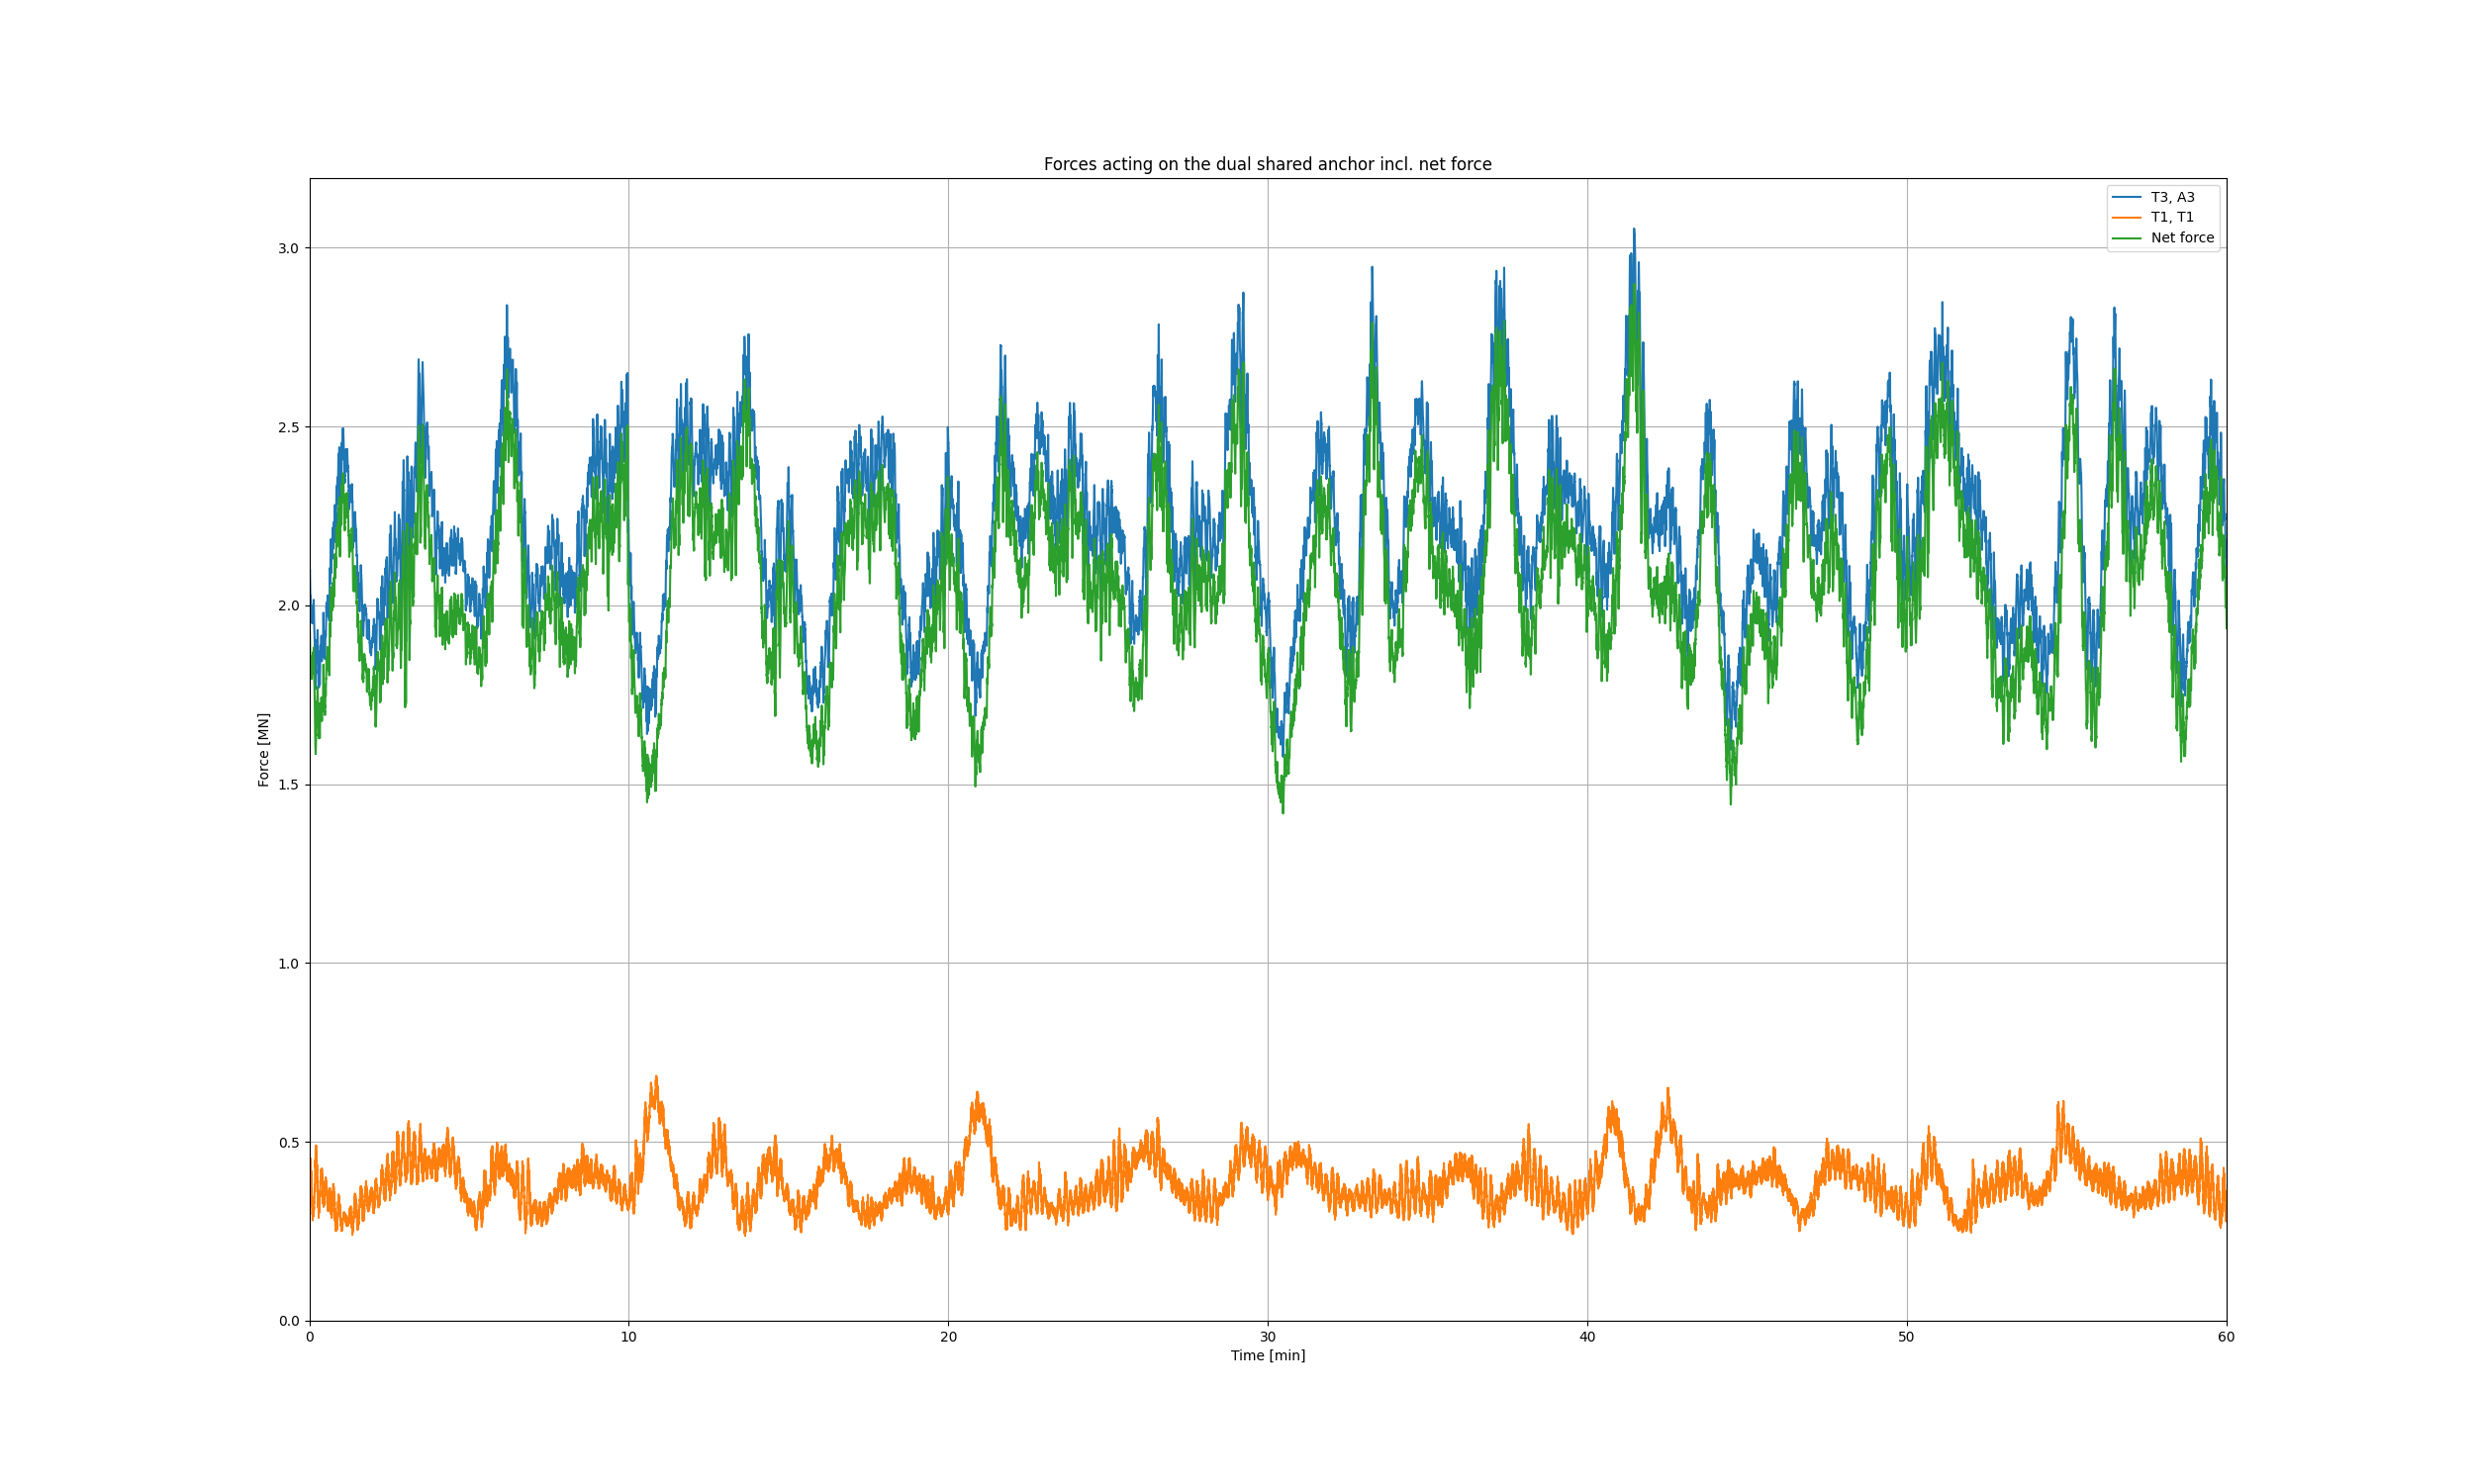 Forces acting on the dual shared anchor incl. net force
T3, A3
T1, T1
Net force
Force [MN]
3.0
2.5
2.0
1.5
1.0
0.5
0.0
0
10
20
30
40
50
60
Time [min]